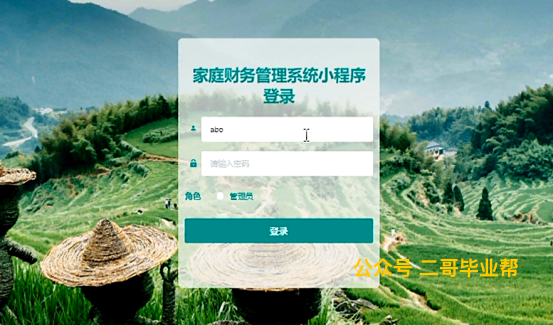 家庭财务管理系统小程序
登录
abo
请输入密码
角色 管理员
登录
公众号 二哥毕业帮